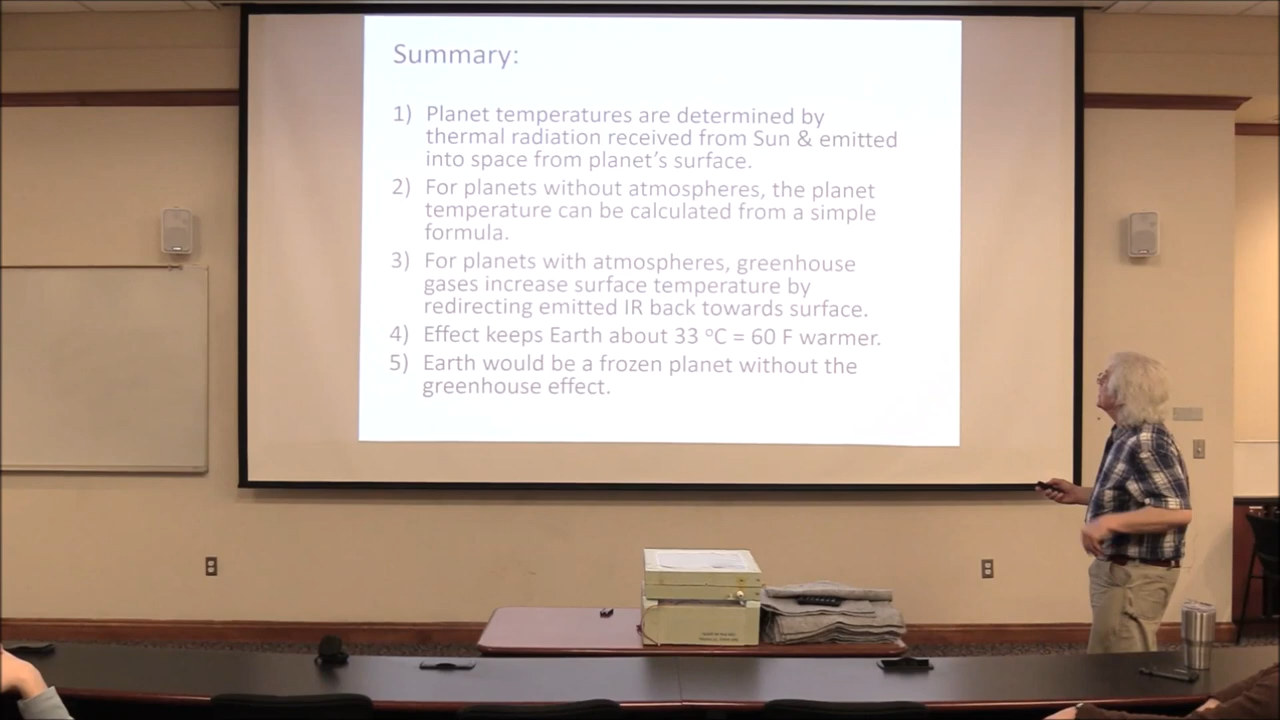 Summary:
1) Planet temperatures are determined by
thermal radiation received from Sun & emitted
into space from planet's surface.
2) For planets without atmospheres, the planet
temperature can be calculated from a simple
formula.
3) For planets with atmospheres, greenhouse
gases increase surface temperature by
redirecting emitted IR back towards surface.
4) Effect keeps Earth about 33 °C = 60 F warmer.
5) Earth would be a frozen planet without the
greenhouse effect.